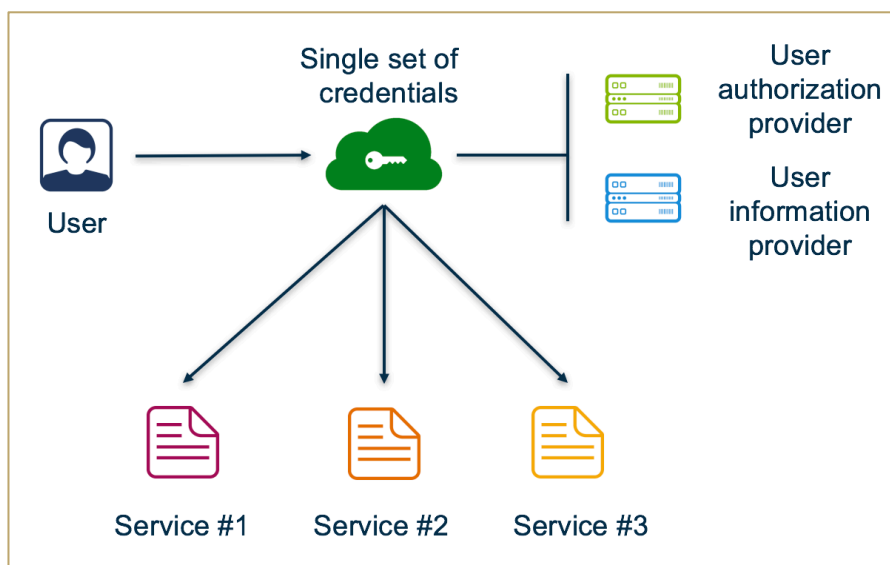 Single set of
credentials
User
authorization
provider
User
User
information
provider
Service #1
Service #2
Service #3